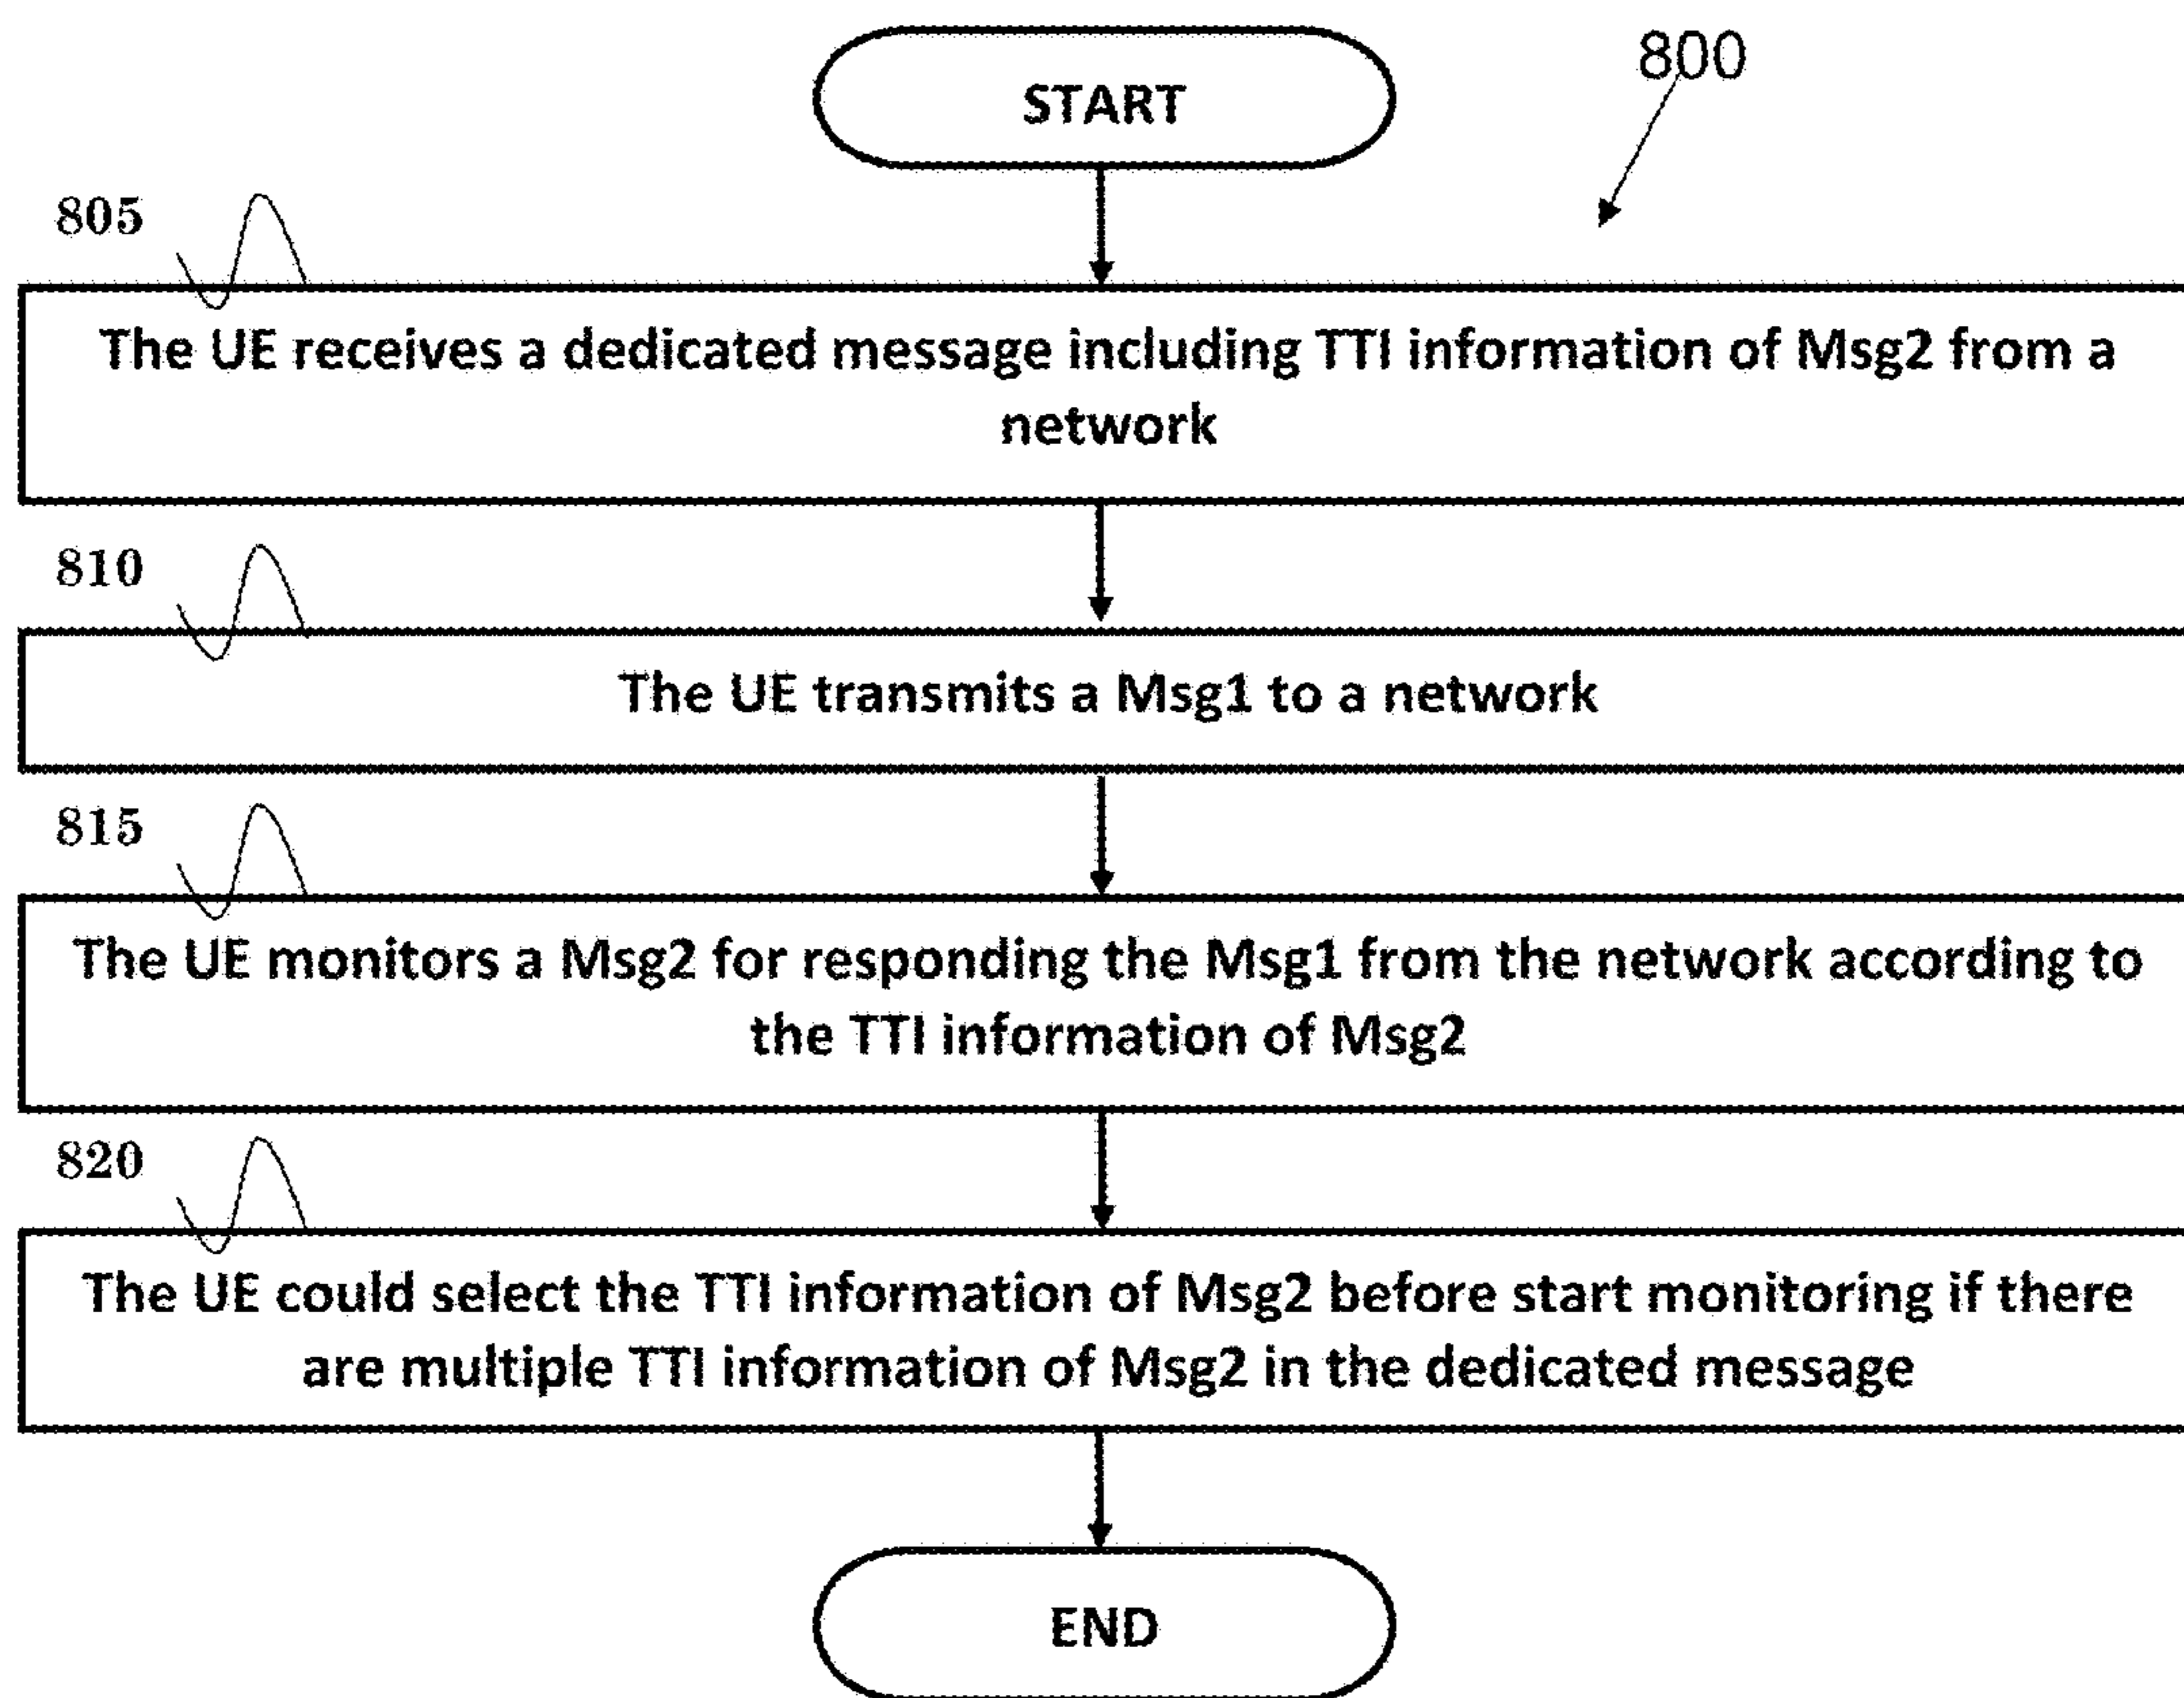 START
800
805
The UE receives a dedicated message including TTI information of Msg2 from a
network
810
The UE transmits a Msg1 to a network
815
The UE monitors a Msg2 for responding the Msg1 from the network according to
the TTI information of Msg2
820
The UE could select the TTI information of Msg2 before start monitoring if there
are multiple TTI information of Msg2 in the dedicated message
END